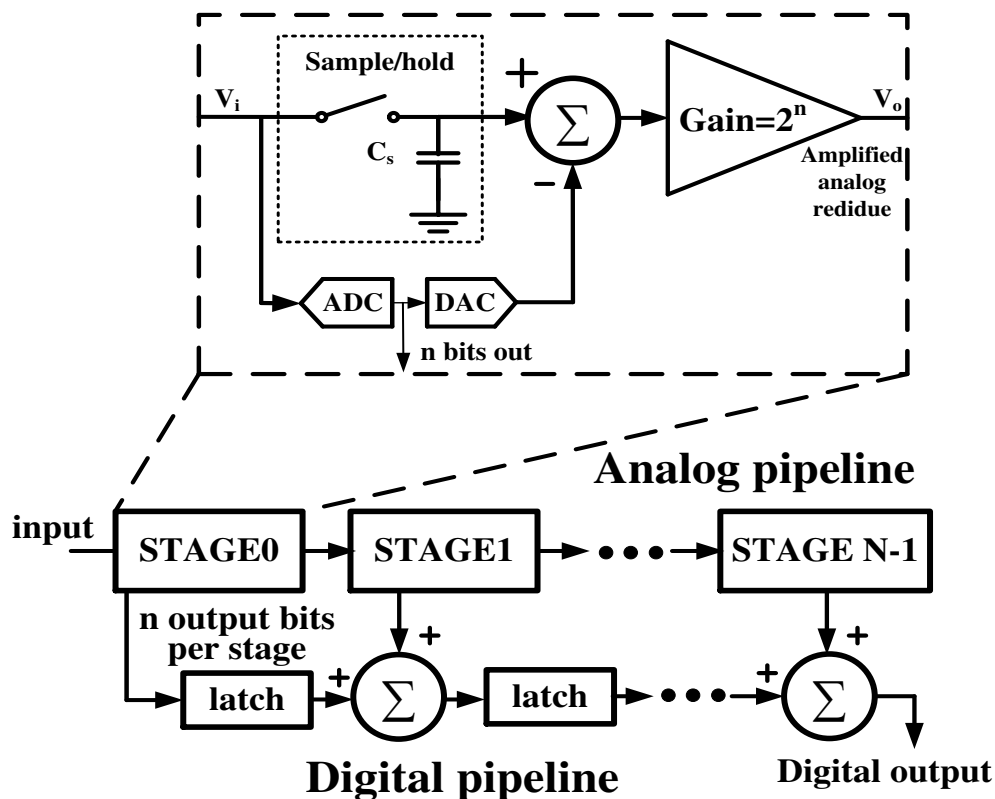 Sample/hold
V_i
C_s
+
Σ
−
Gain=2^n
V_o
Amplified
analog
redidue
ADC
DAC
n bits out
Analog pipeline
input
STAGE0
STAGE1
STAGE N-1
n output bits
per stage
+
+
+
+
latch
Σ
latch
Σ
Digital pipeline
Digital output